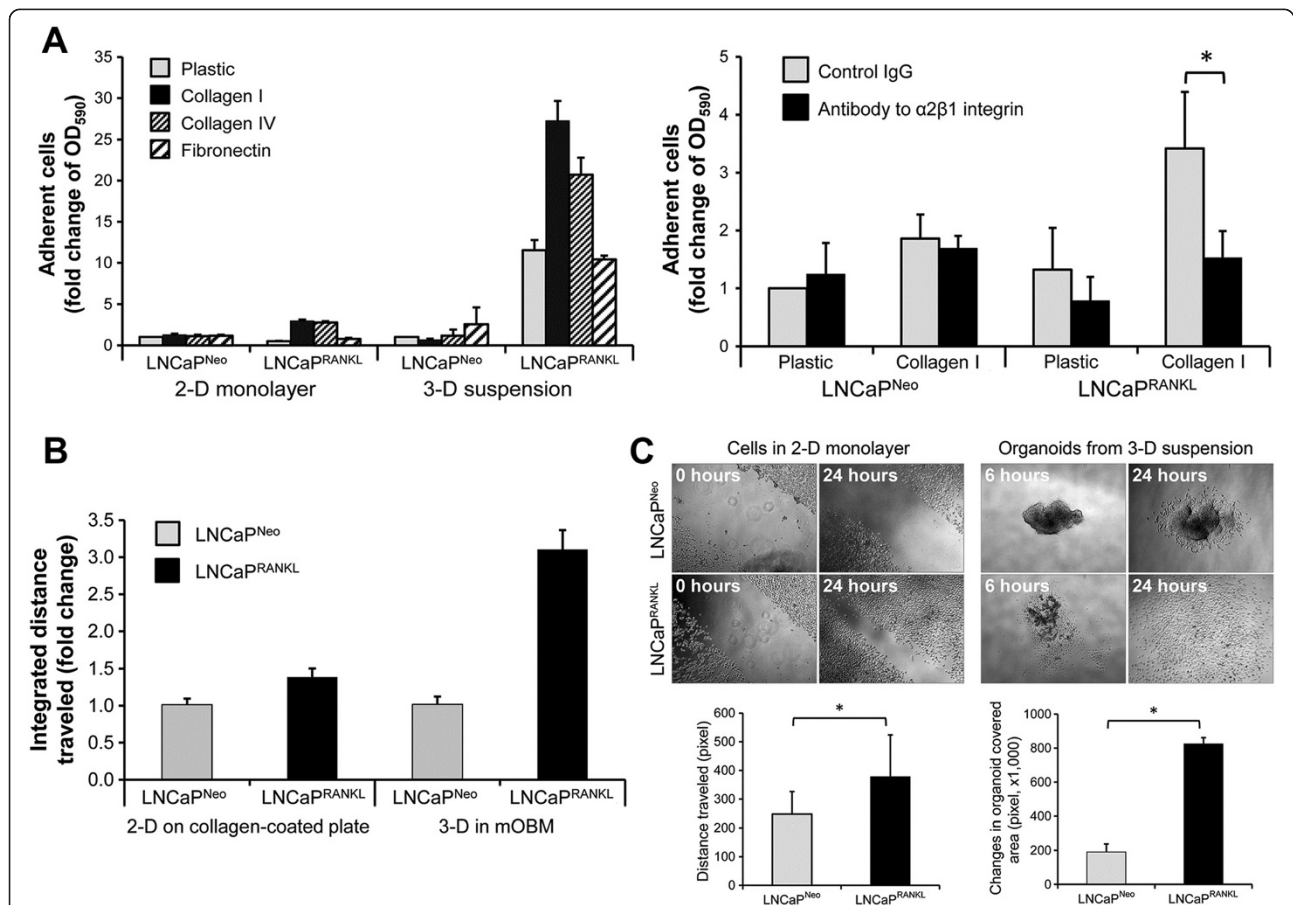 A
Adherent cells
(fold change of OD590)
35
30
25
20
15
10
5
0
Plastic
Collagen I
Collagen IV
Fibronectin
LNCaPNeo LNCaPRANKL LNCaPNeo LNCaPRANKL
2-D monolayer 3-D suspension
Adherent cells
(fold change of OD590)
5
4
3
2
1
0
Control IgG
Antibody to α2β1 integrin
*
Plastic Collagen I Plastic Collagen I
LNCaPNeo LNCaPRANKL
B
Integrated distance
traveled (fold change)
3.5
3.0
2.5
2.0
1.5
1.0
0.5
0.0
LNCaPNeo
LNCaPRANKL
LNCaPNeo LNCaPRANKL LNCaPNeo LNCaPRANKL
2-D on collagen-coated plate 3-D in mOBM
C
Cells in 2-D monolayer Organoids from 3-D suspension
LNCaPNeo
0 hours 24 hours 6 hours 24 hours
LNCaPRANKL
0 hours 24 hours 6 hours 24 hours
Distance traveled (pixel)
600
500
400
300
200
100
0
*
LNCaPNeo LNCaPRANKL
Changes in organoid covered
area (pixel, x1,000)
1000
800
600
400
200
0
*
LNCaPNeo LNCaPRANKL